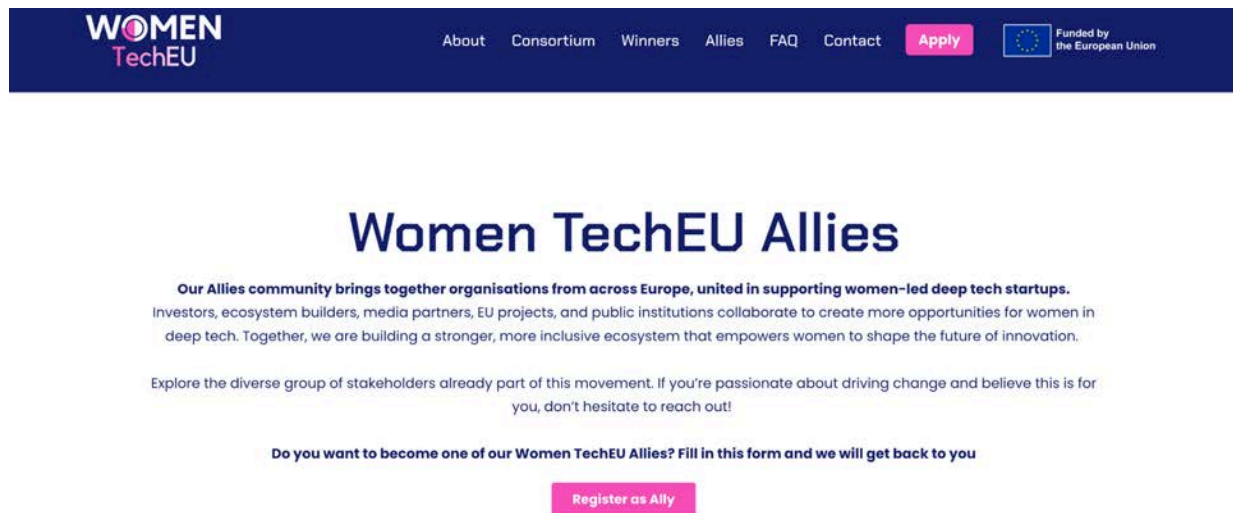 WOMEN
TechEU
About Consortium Winners Allies FAQ Contact Apply
Funded by
the European Union
Women TechEU Allies
Our Allies community brings together organisations from across Europe, united in supporting women-led deep tech startups.
Investors, ecosystem builders, media partners, EU projects, and public institutions collaborate to create more opportunities for women in
deep tech. Together, we are building a stronger, more inclusive ecosystem that empowers women to shape the future of innovation.
Explore the diverse group of stakeholders already part of this movement. If you're passionate about driving change and believe this is for
you, don't hesitate to reach out!
Do you want to become one of our Women TechEU Allies? Fill in this form and we will get back to you
Register as Ally